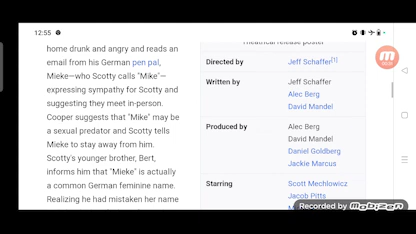 12:55
home drunk and angry and reads an
email from his German pen pal,
Mieke—who Scotty calls "Mike"—
expressing sympathy for Scotty and
suggesting they meet in-person.
Cooper suggests that "Mike" may be
a sexual predator and Scotty tells
Mieke to stay away from him.
Scotty's younger brother, Bert,
informs him that "Mieke" is actually
a common German feminine name.
Realizing he had mistaken her name
Theatrical release poster
Directed by
Jeff Schaffer[1]
Written by
Jeff Schaffer
Alec Berg
David Mandel
Produced by
Alec Berg
David Mandel
Daniel Goldberg
Jackie Marcus
Starring
Scott Mechlowicz
Jacob Pitts
Recorded by mobizen